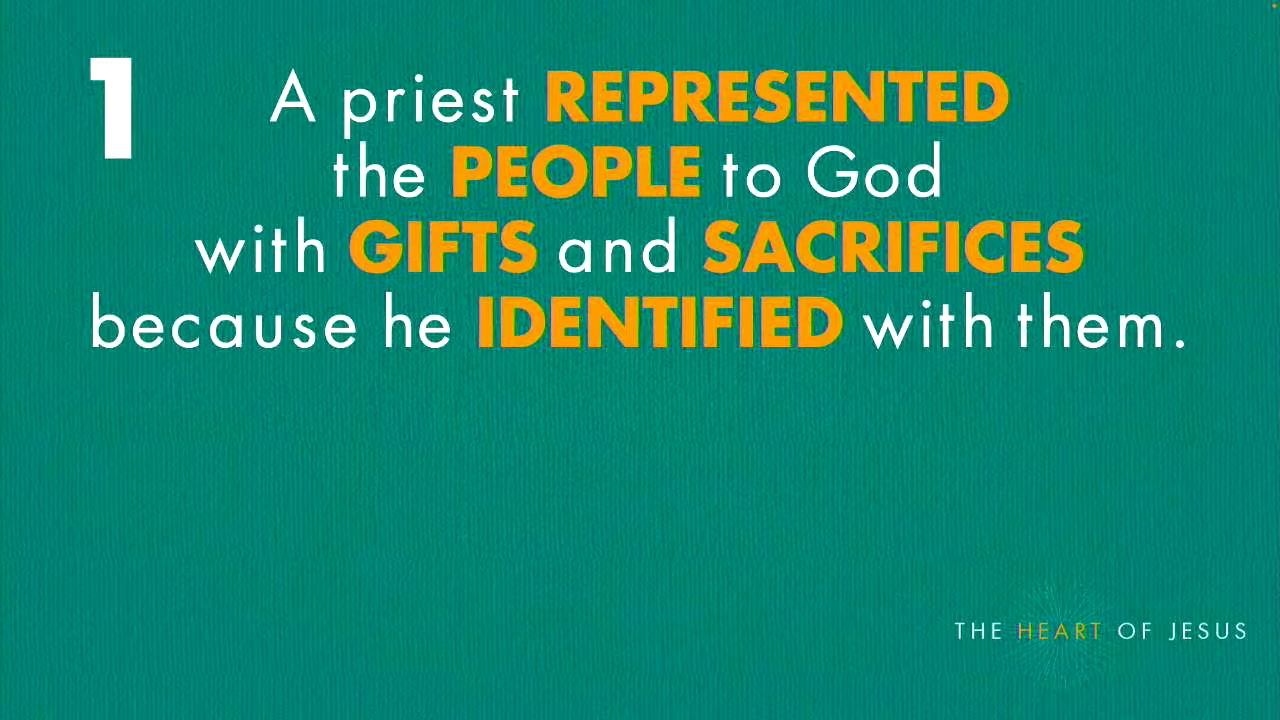 1
A priest REPRESENTED
the PEOPLE to God
with GIFTS and SACRIFICES
because he IDENTIFIED with them.
THE HEART OF JESUS